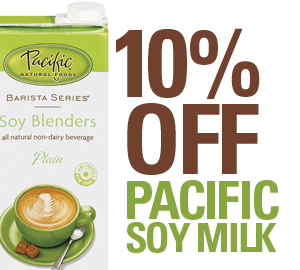 Pacific
NATURAL FOODS
BARISTA SERIES®
Soy Blenders
all natural non-dairy beverage
Plain
10%
OFF
PACIFIC
SOY MILK